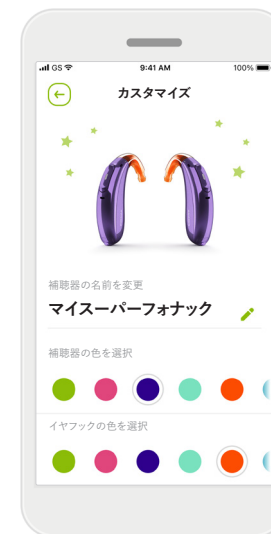 GS 9:41 AM 100%
カスタマイズ
補聴器の名前を変更
マイスーパーフォナック
補聴器の色を選択
イヤフックの色を選択